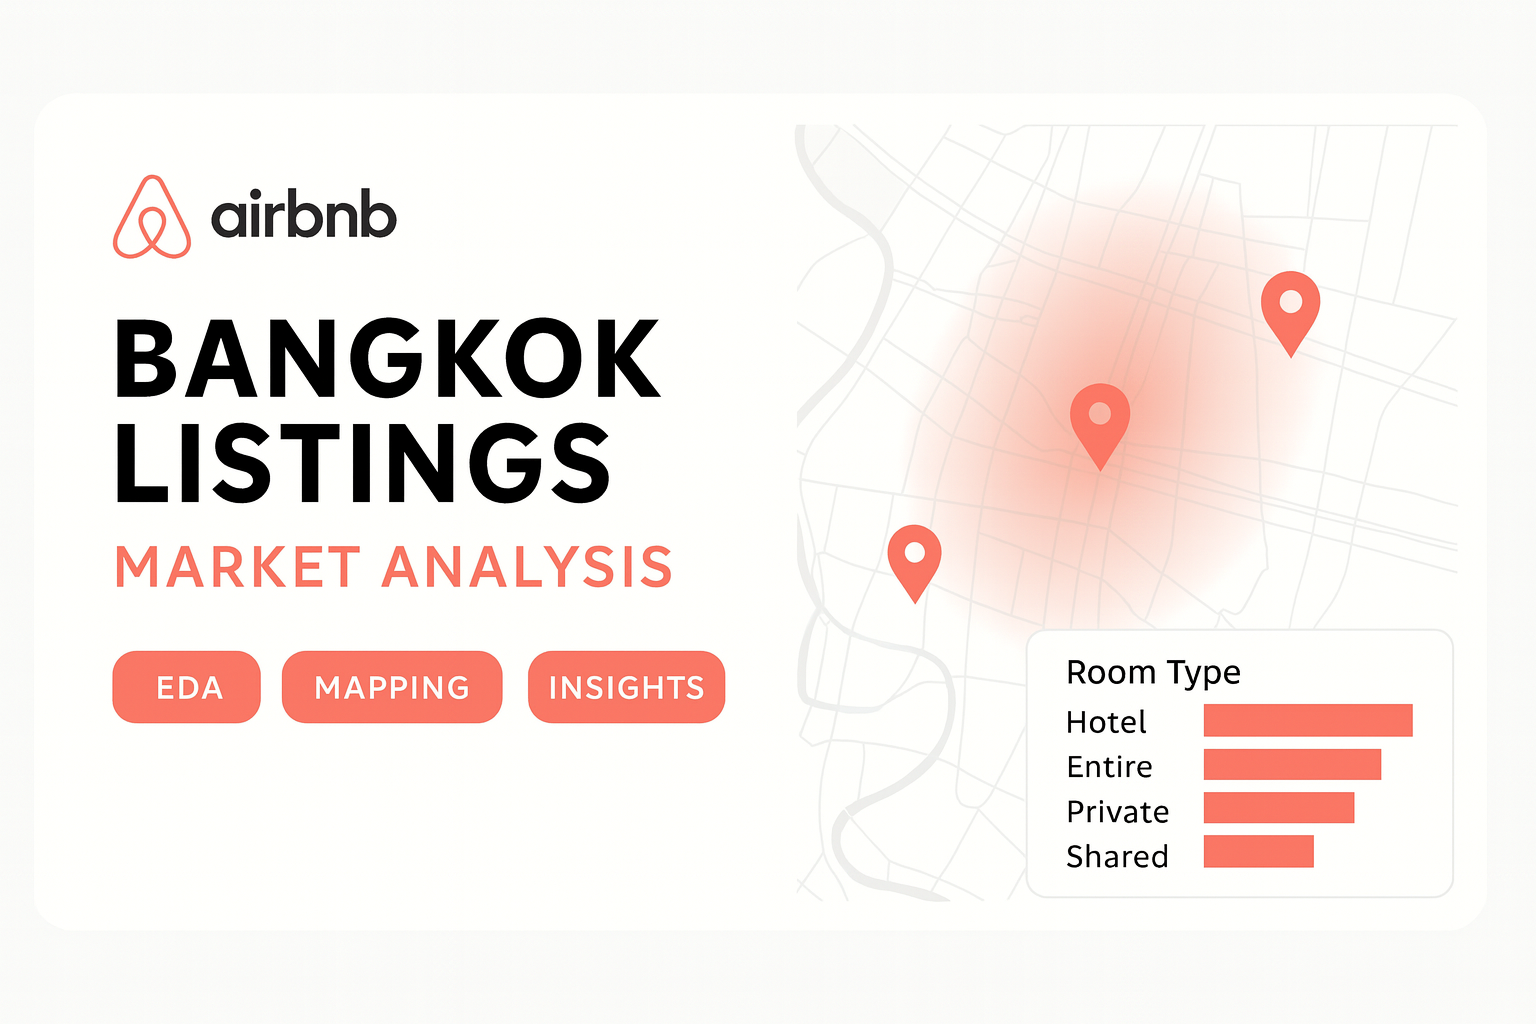 airbnb
BANGKOK
LISTINGS
MARKET ANALYSIS
EDA
MAPPING
INSIGHTS
Room Type
Hotel
Entire
Private
Shared